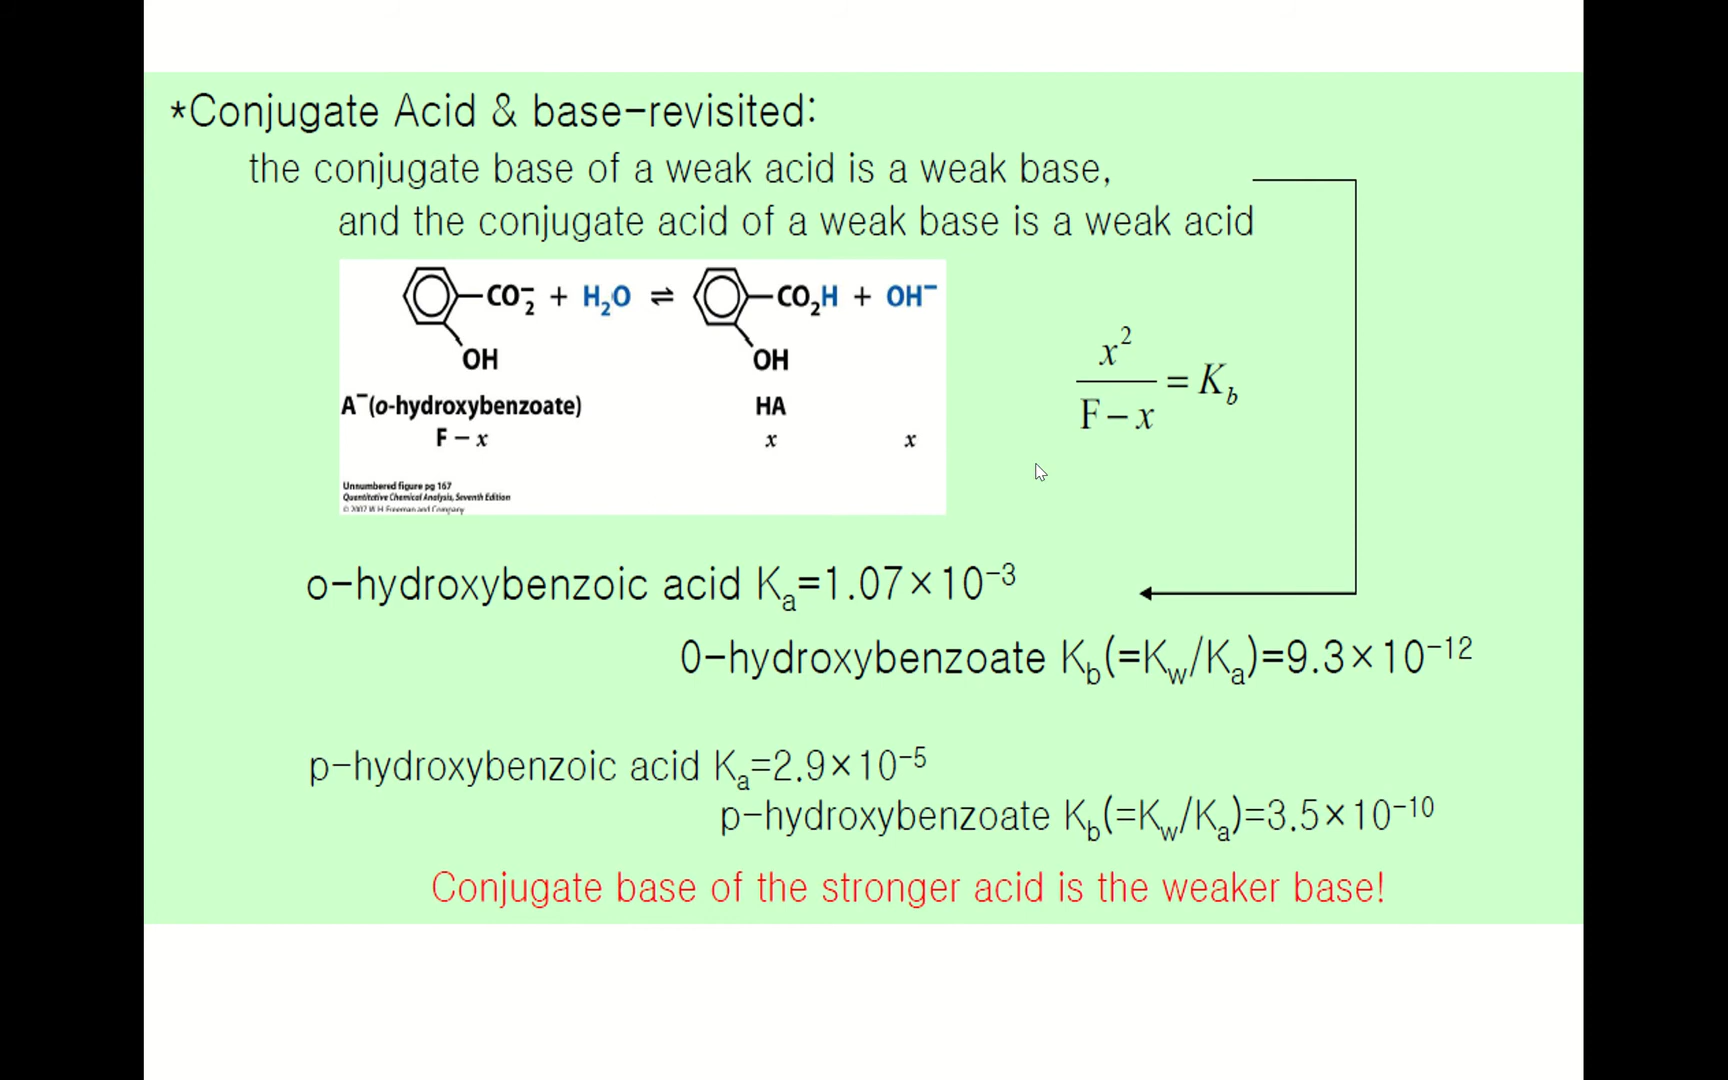 *Conjugate Acid & base-revisited:
the conjugate base of a weak acid is a weak base,
and the conjugate acid of a weak base is a weak acid
CO₂⁻ + H₂O ⇌ CO₂H + OH⁻
OH OH
A⁻(o-hydroxybenzoate) HA
F − x x x
x²/(F − x) = K_b
Unnumbered figure pg 167
Quantitative Chemical Analysis, Seventh Edition
© 2007 W. H. Freeman and Company
o-hydroxybenzoic acid Kₐ=1.07×10⁻³
0-hydroxybenzoate K_b(=K_w/Kₐ)=9.3×10⁻¹²
p-hydroxybenzoic acid Kₐ=2.9×10⁻⁵
p-hydroxybenzoate K_b(=K_w/Kₐ)=3.5×10⁻¹⁰
Conjugate base of the stronger acid is the weaker base!